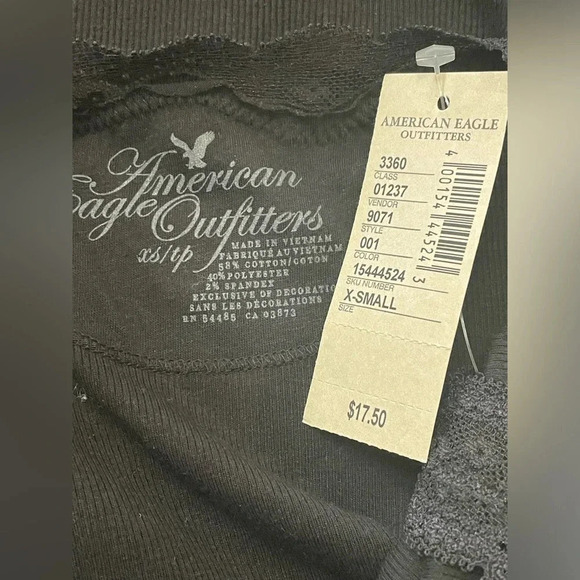 American
Eagle Outfitters
xs/tp
MADE IN VIETNAM
FABRIQUÉ AU VIETNAM
58% COTTON/COTON
40% POLYESTER
2% SPANDEX
EXCLUSIVE OF DECORATIO
SANS LES DÉCORATIONS
RN 54485 CA 03873
AMERICAN EAGLE
OUTFITTERS
3360
CLASS
01237
VENDOR
9071
STYLE
001
COLOR
15444524
SKU NUMBER
X-SMALL
SIZE
$17.50
4 00154 44524 3